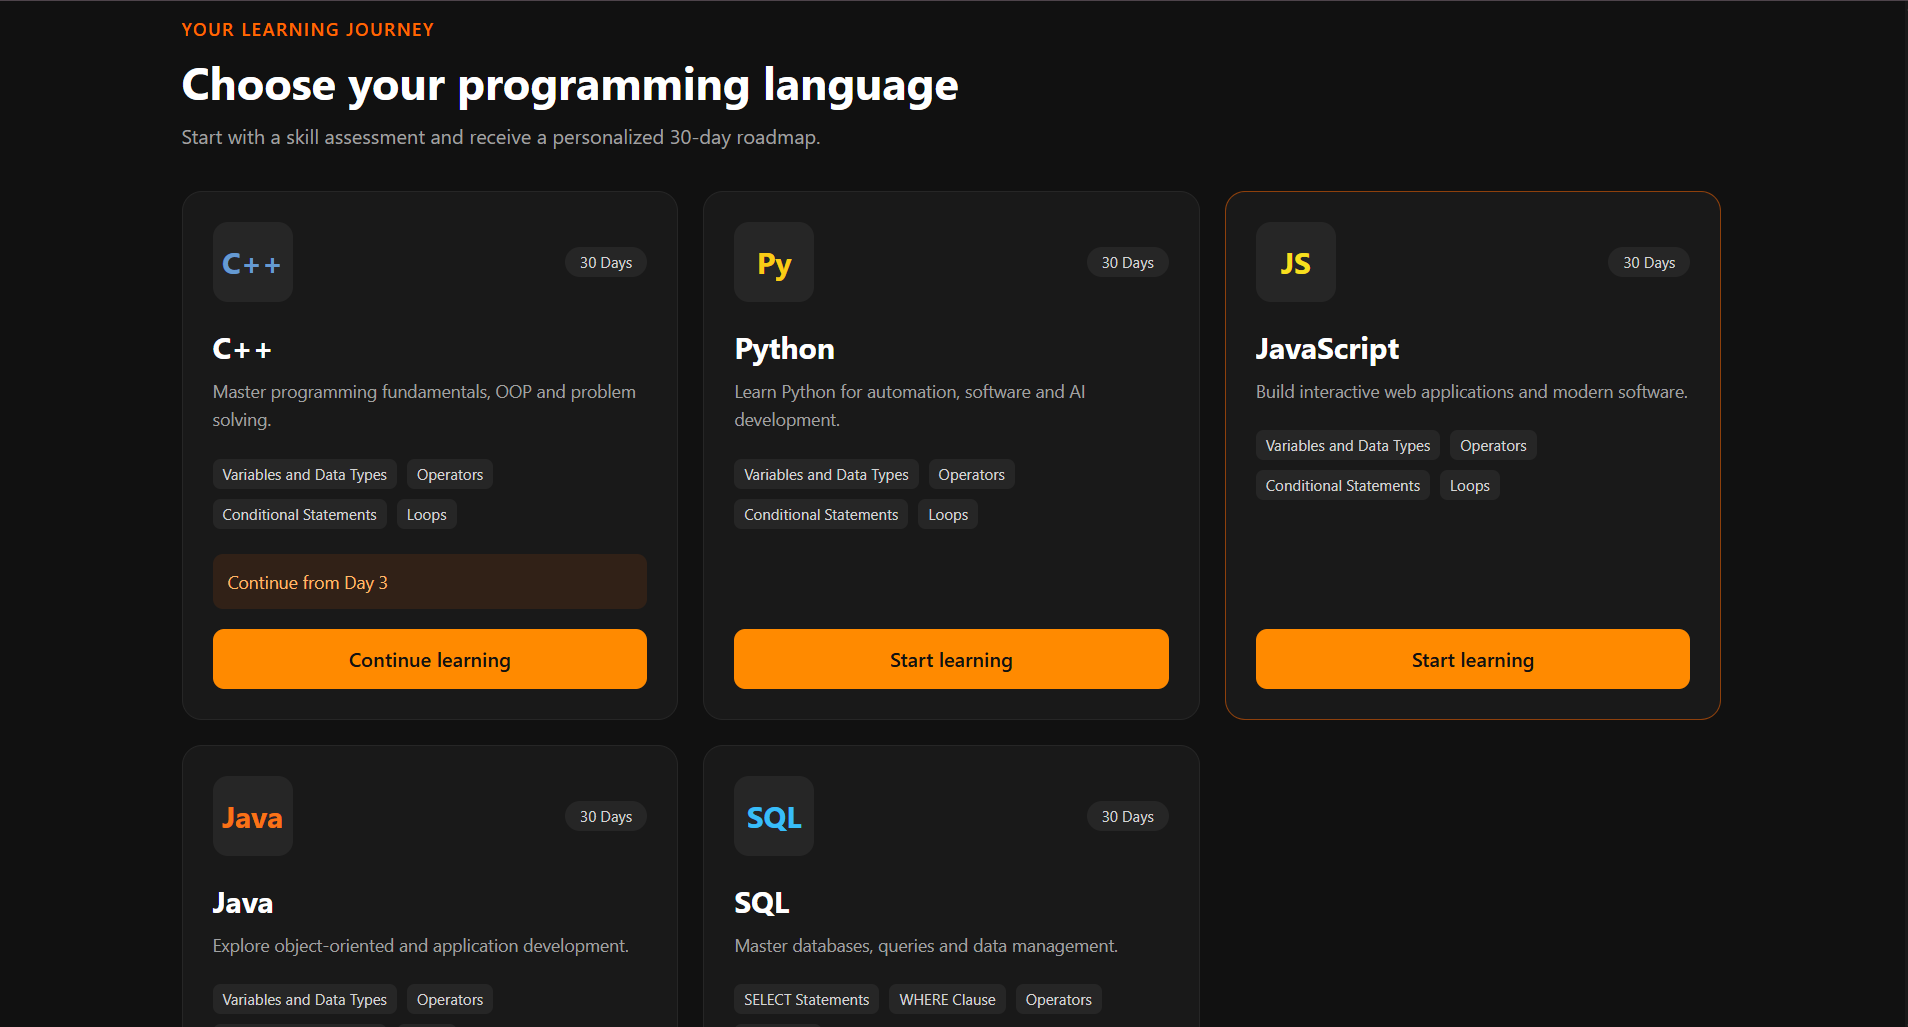 YOUR LEARNING JOURNEY
Choose your programming language
Start with a skill assessment and receive a personalized 30-day roadmap.
C++
30 Days
C++
Master programming fundamentals, OOP and problem
solving.
Variables and Data Types
Operators
Conditional Statements
Loops
Continue from Day 3
Continue learning
Py
30 Days
Python
Learn Python for automation, software and AI
development.
Variables and Data Types
Operators
Conditional Statements
Loops
Start learning
JS
30 Days
JavaScript
Build interactive web applications and modern software.
Variables and Data Types
Operators
Conditional Statements
Loops
Start learning
Java
30 Days
Java
Explore object-oriented and application development.
Variables and Data Types
Operators
SQL
30 Days
SQL
Master databases, queries and data management.
SELECT Statements
WHERE Clause
Operators